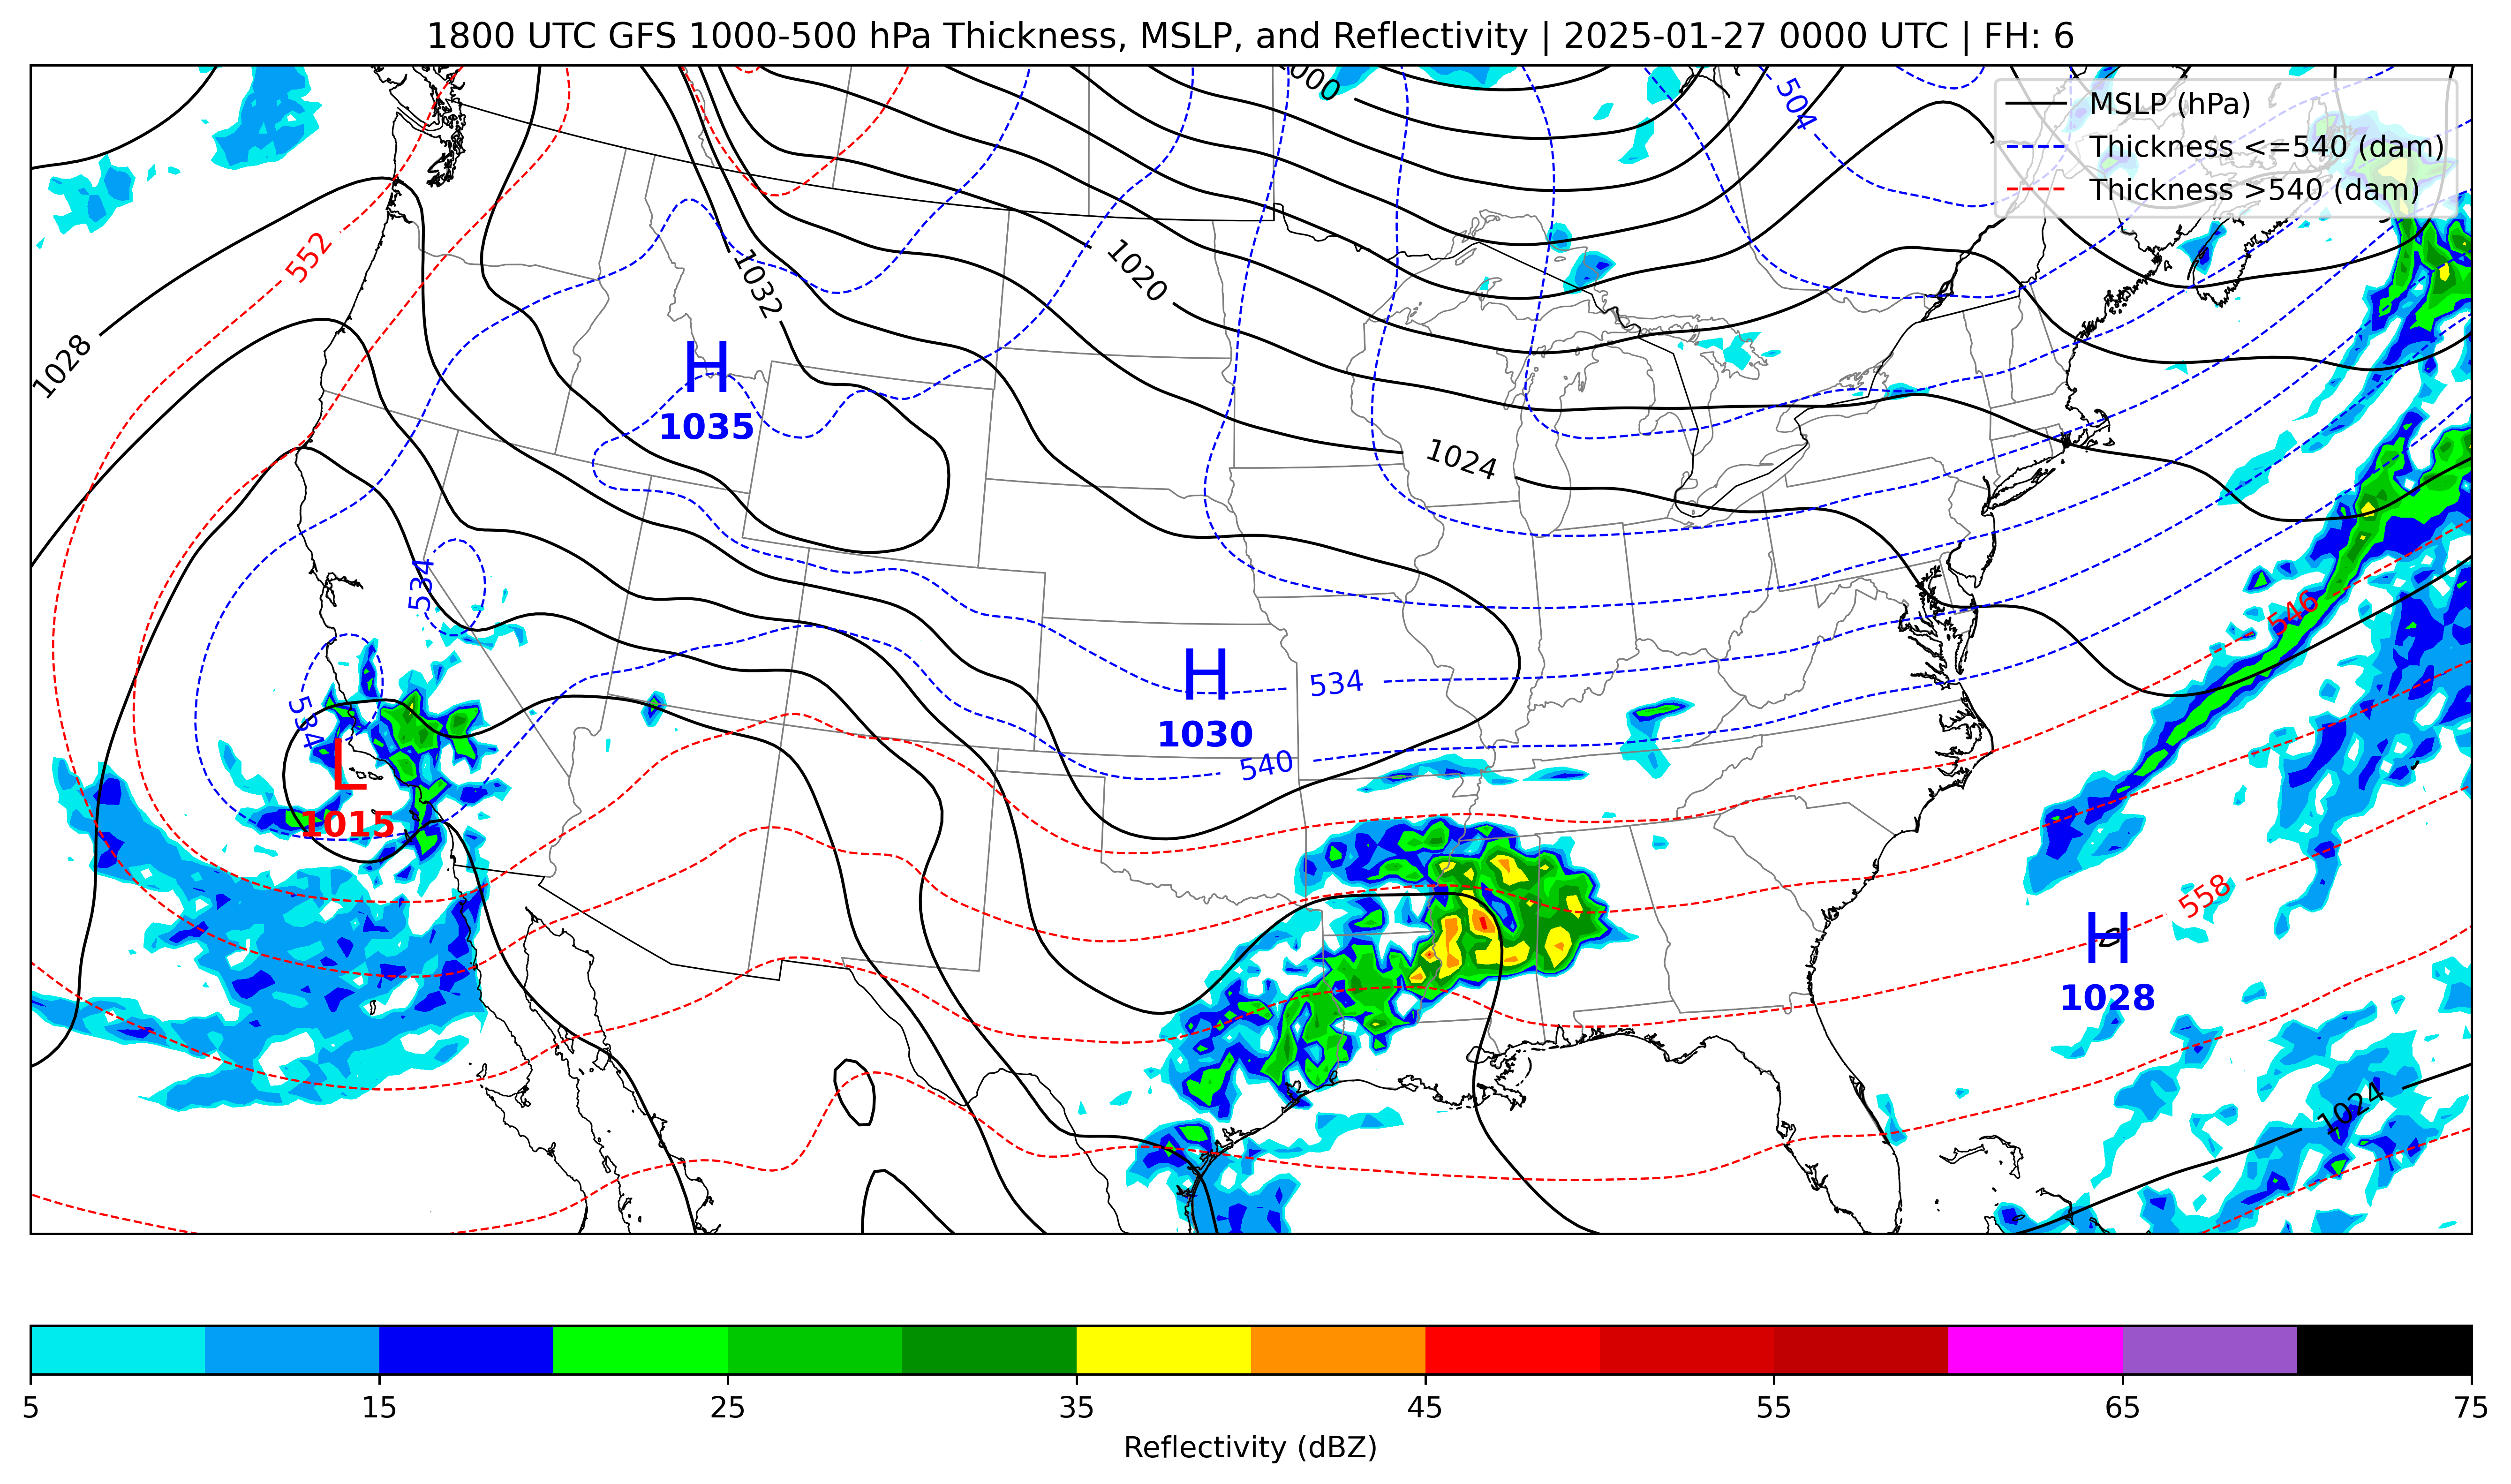 1800 UTC GFS 1000-500 hPa Thickness, MSLP, and Reflectivity | 2025-01-27 0000 UTC | FH: 6
MSLP (hPa)
Thickness <=540 (dam)
Thickness >540 (dam)
504
552
1032
1020
1028
H
1035
1024
534
546
H
1030
534
540
534
L
1015
558
H
1028
1024
5 15 25 35 45 55 65 75
Reflectivity (dBZ)